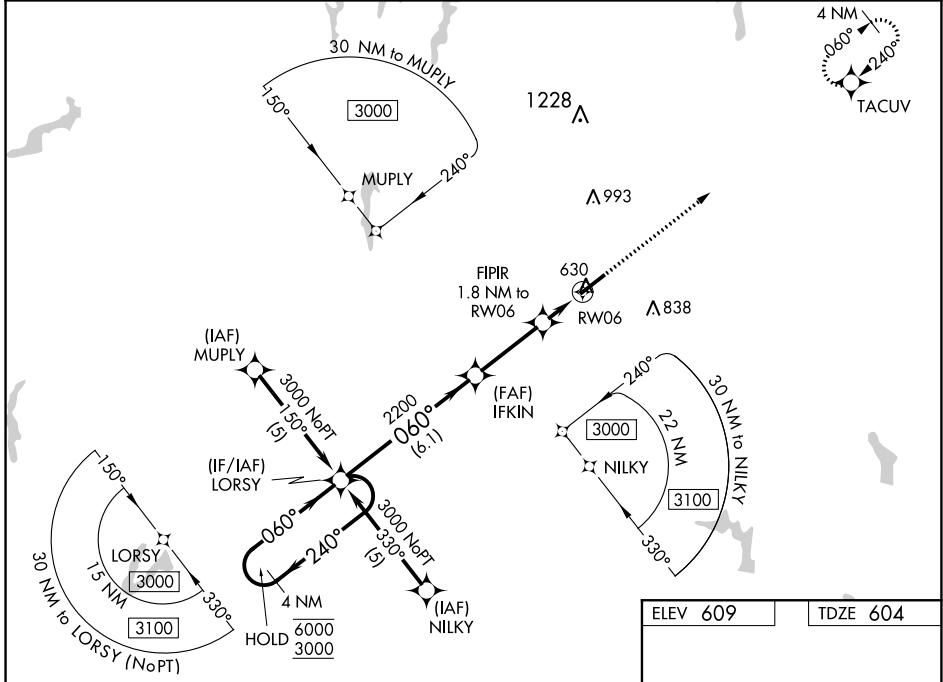 4 NM
060°
240°
TACUV
30 NM to MUPLY
150°
3000
240°
MUPLY
1228
993
FIPIR
1.8 NM to
RW06
630
RW06
838
(IAF)
MUPLY
3000 NoPT
150°
(5)
2200
060°
(6.1)
(FAF)
IFKIN
240°
3000
22 NM
30 NM to NILKY
NILKY
3100
330°
(IF/IAF)
LORSY
060°
240°
3000 NoPT
330°
(5)
150°
LORSY
3000
15 NM
330°
3100
30 NM to LORSY (NoPT)
HOLD
4 NM
6000
3000
(IAF)
NILKY
ELEV 609
TDZE 604